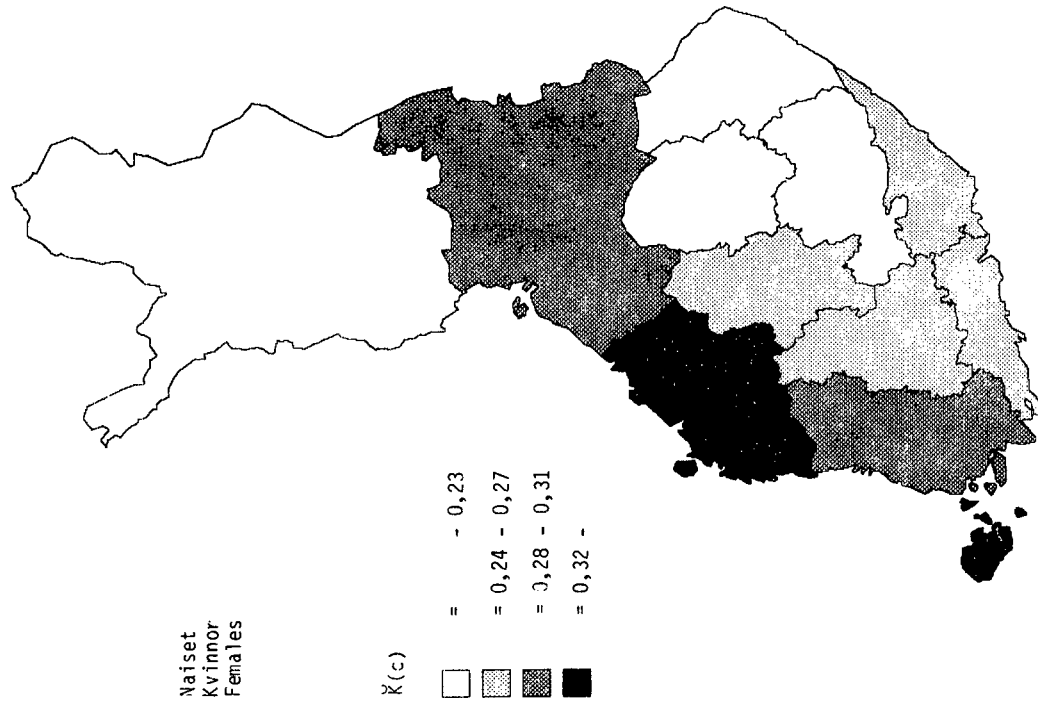 Naiset
Kvinnor
Females
K̆(c)
= - 0,23
= 0,24 - 0,27
= 0,28 - 0,31
= 0,32 -